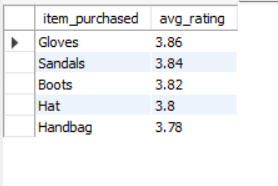 item_purchased avg_rating
Gloves 3.86
Sandals 3.84
Boots 3.82
Hat 3.8
Handbag 3.78